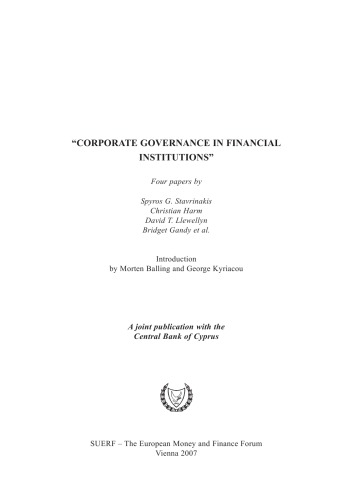 “CORPORATE GOVERNANCE IN FINANCIAL
INSTITUTIONS”
Four papers by
Spyros G. Stavrinakis
Christian Harm
David T. Llewellyn
Bridget Gandy et al.
Introduction
by Morten Balling and George Kyriacou
A joint publication with the
Central Bank of Cyprus
SUERF – The European Money and Finance Forum
Vienna 2007